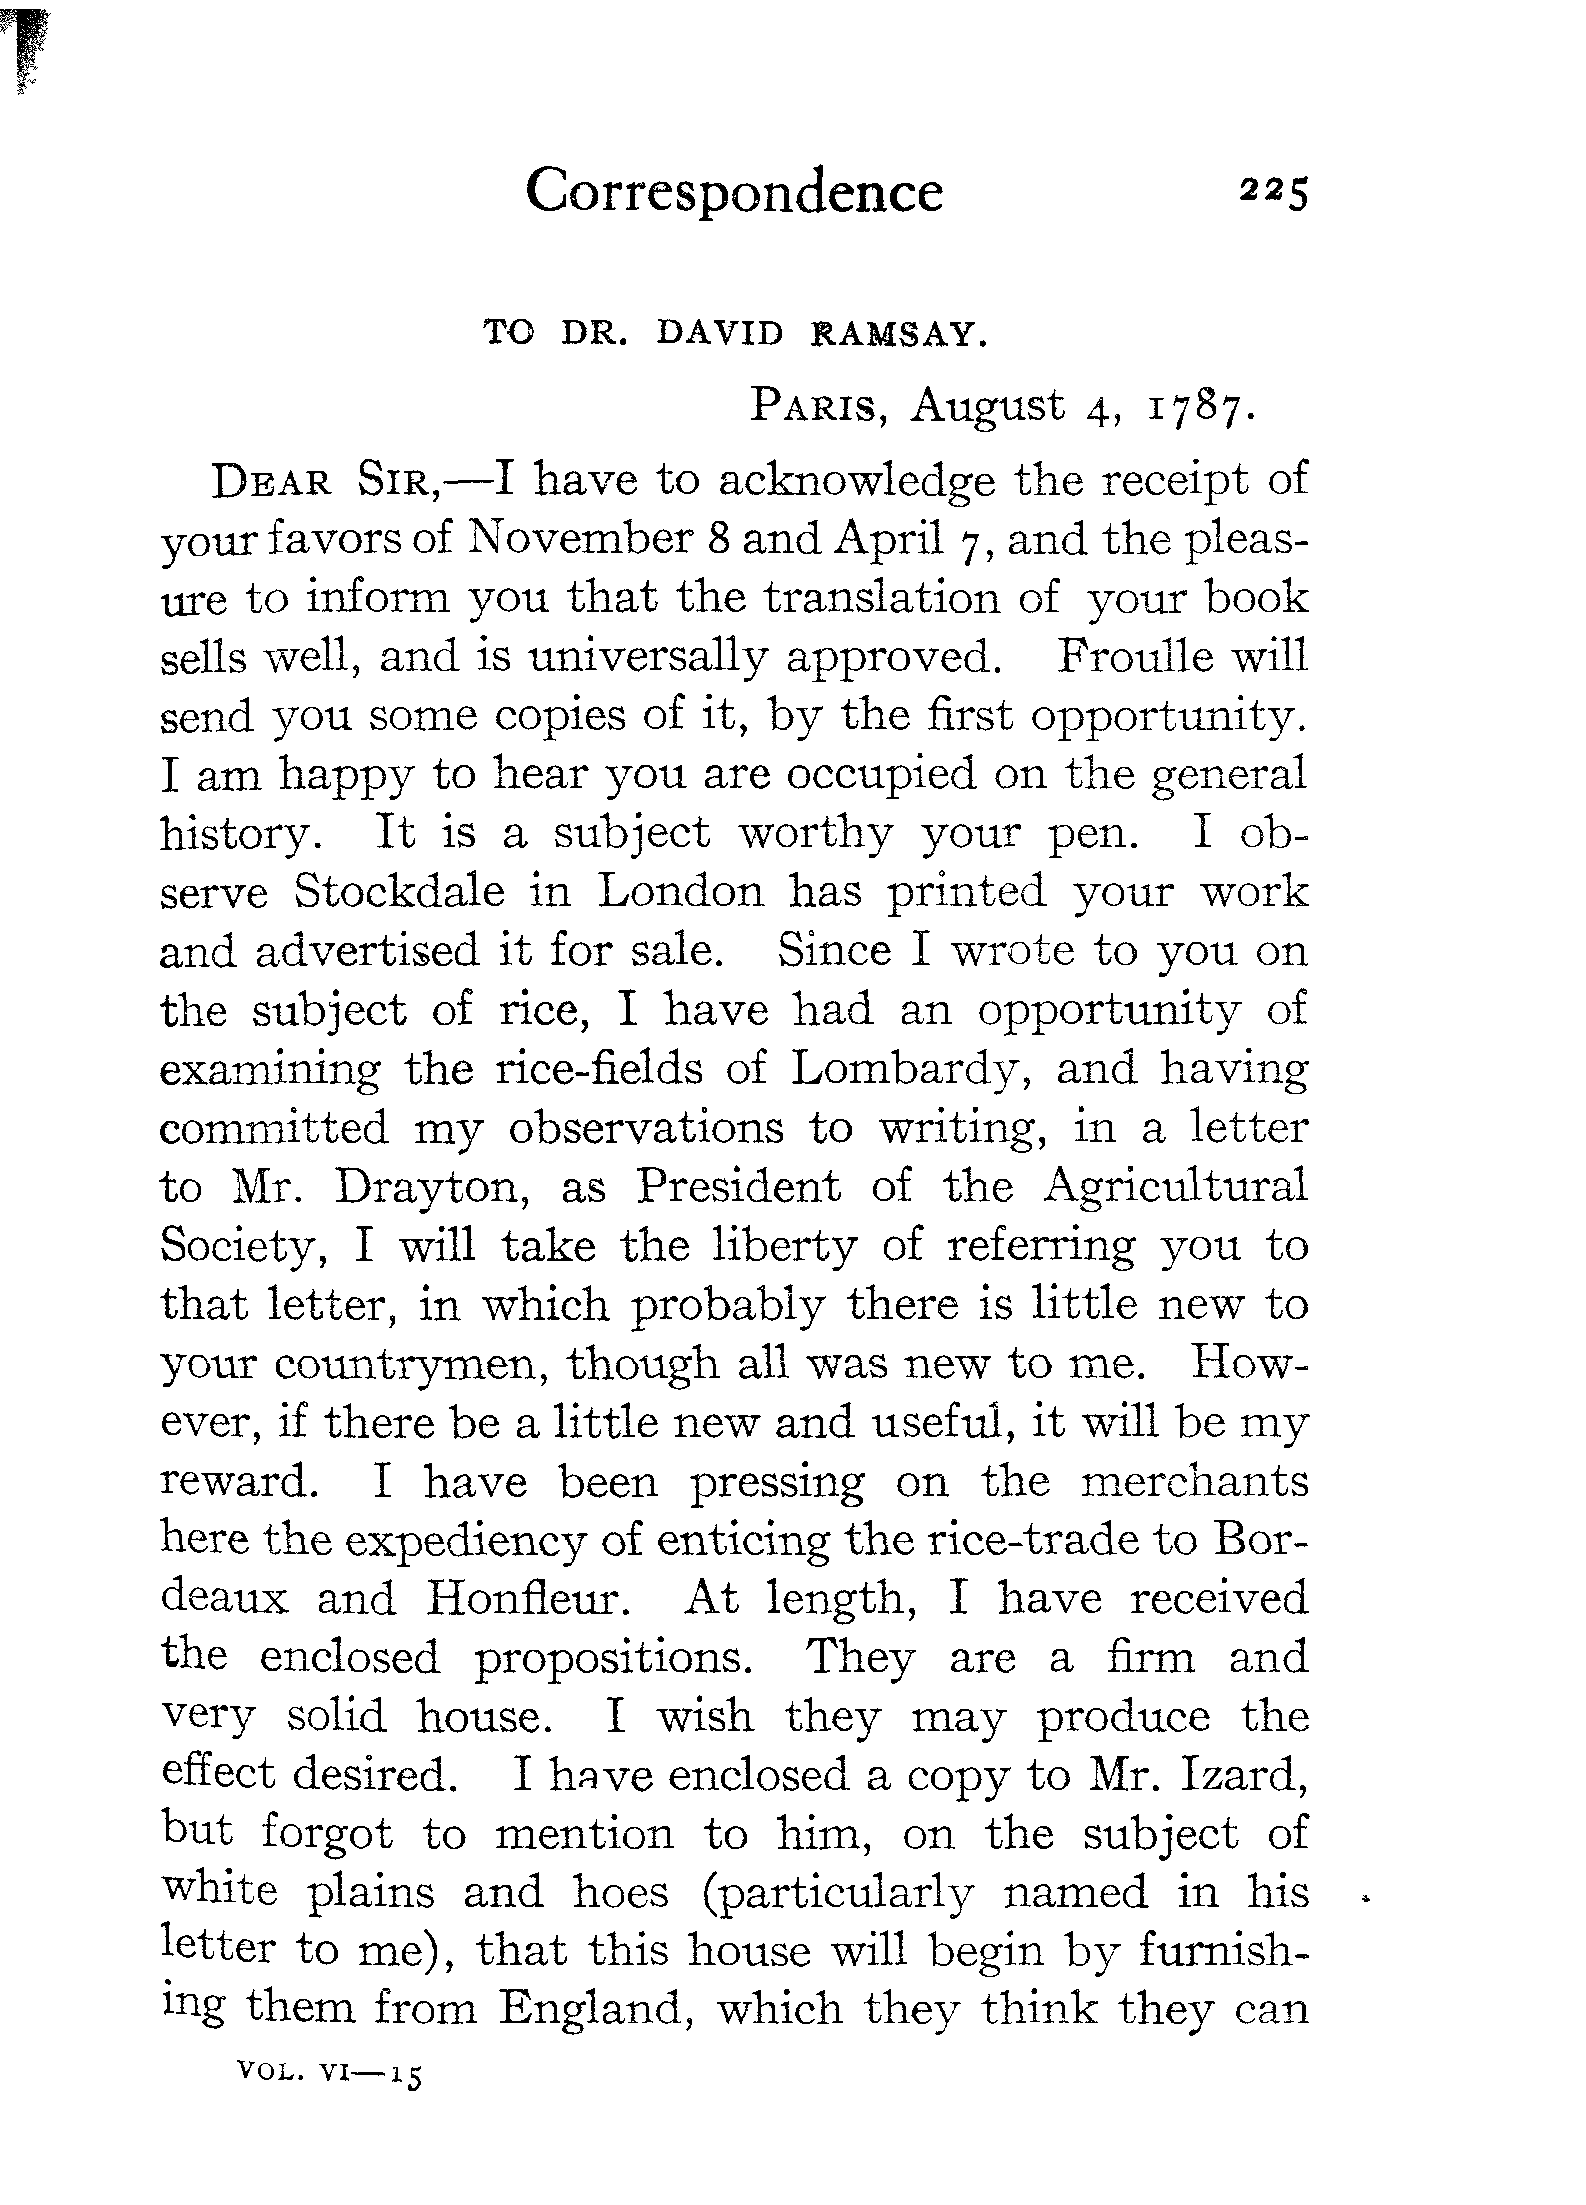 Correspondence 225
TO DR. DAVID RAMSAY.
PARIS, August 4, 1787.
DEAR SIR,—I have to acknowledge the receipt of
your favors of November 8 and April 7, and the pleas-
ure to inform you that the translation of your book
sells well, and is universally approved. Froulle will
send you some copies of it, by the first opportunity.
I am happy to hear you are occupied on the general
history. It is a subject worthy your pen. I ob-
serve Stockdale in London has printed your work
and advertised it for sale. Since I wrote to you on
the subject of rice, I have had an opportunity of
examining the rice-fields of Lombardy, and having
committed my observations to writing, in a letter
to Mr. Drayton, as President of the Agricultural
Society, I will take the liberty of referring you to
that letter, in which probably there is little new to
your countrymen, though all was new to me. How-
ever, if there be a little new and useful, it will be my
reward. I have been pressing on the merchants
here the expediency of enticing the rice-trade to Bor-
deaux and Honfleur. At length, I have received
the enclosed propositions. They are a firm and
very solid house. I wish they may produce the
effect desired. I have enclosed a copy to Mr. Izard,
but forgot to mention to him, on the subject of
white plains and hoes (particularly named in his
letter to me), that this house will begin by furnish-
ing them from England, which they think they can
VOL. VI—15